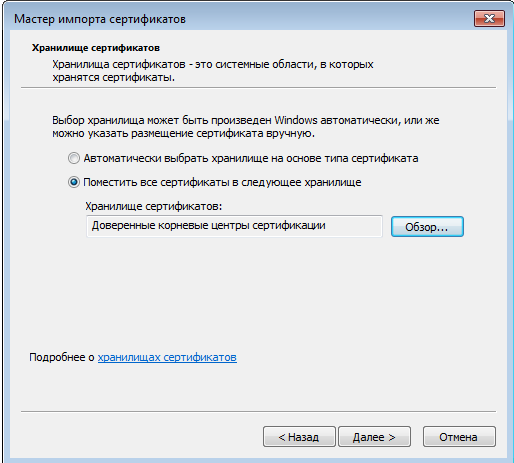 Мастер импорта сертификатов
Хранилище сертификатов
Хранилища сертификатов - это системные области, в которых
хранятся сертификаты.
Выбор хранилища может быть произведен Windows автоматически, или же
можно указать размещение сертификата вручную.
Автоматически выбрать хранилище на основе типа сертификата
Поместить все сертификаты в следующее хранилище
Хранилище сертификатов:
Доверенные корневые центры сертификации
Обзор...
Подробнее о хранилищах сертификатов
< Назад
Далее >
Отмена